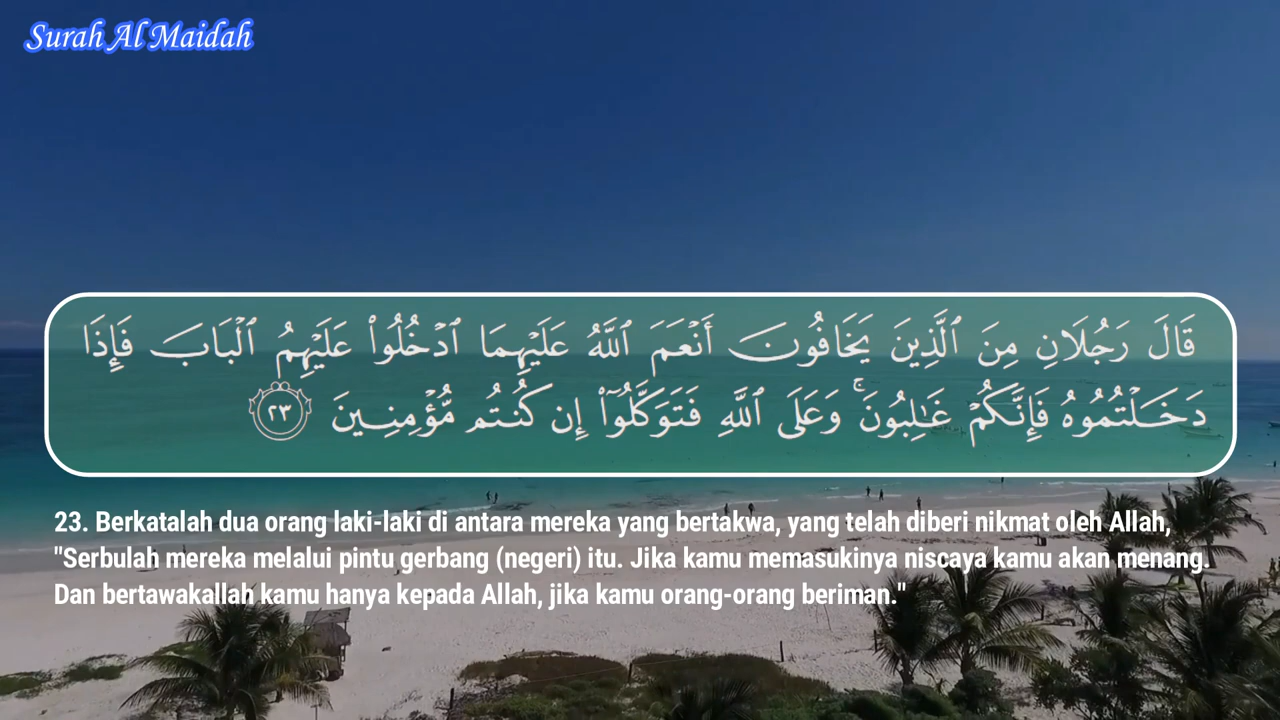 Surah Al Maidah
قَالَ رَجُلَانِ مِنَ ٱلَّذِينَ يَخَافُونَ أَنْعَمَ ٱللَّهُ عَلَيْهِمَا ٱدْخُلُوا۟ عَلَيْهِمُ ٱلْبَابَ فَإِذَا
دَخَلْتُمُوهُ فَإِنَّكُمْ غَـٰلِبُونَ ۚ وَعَلَى ٱللَّهِ فَتَوَكَّلُوٓا۟ إِن كُنتُم مُّؤْمِنِينَ ٢٣
23. Berkatalah dua orang laki-laki di antara mereka yang bertakwa, yang telah diberi nikmat oleh Allah,
"Serbulah mereka melalui pintu gerbang (negeri) itu. Jika kamu memasukinya niscaya kamu akan menang.
Dan bertawakallah kamu hanya kepada Allah, jika kamu orang-orang beriman."